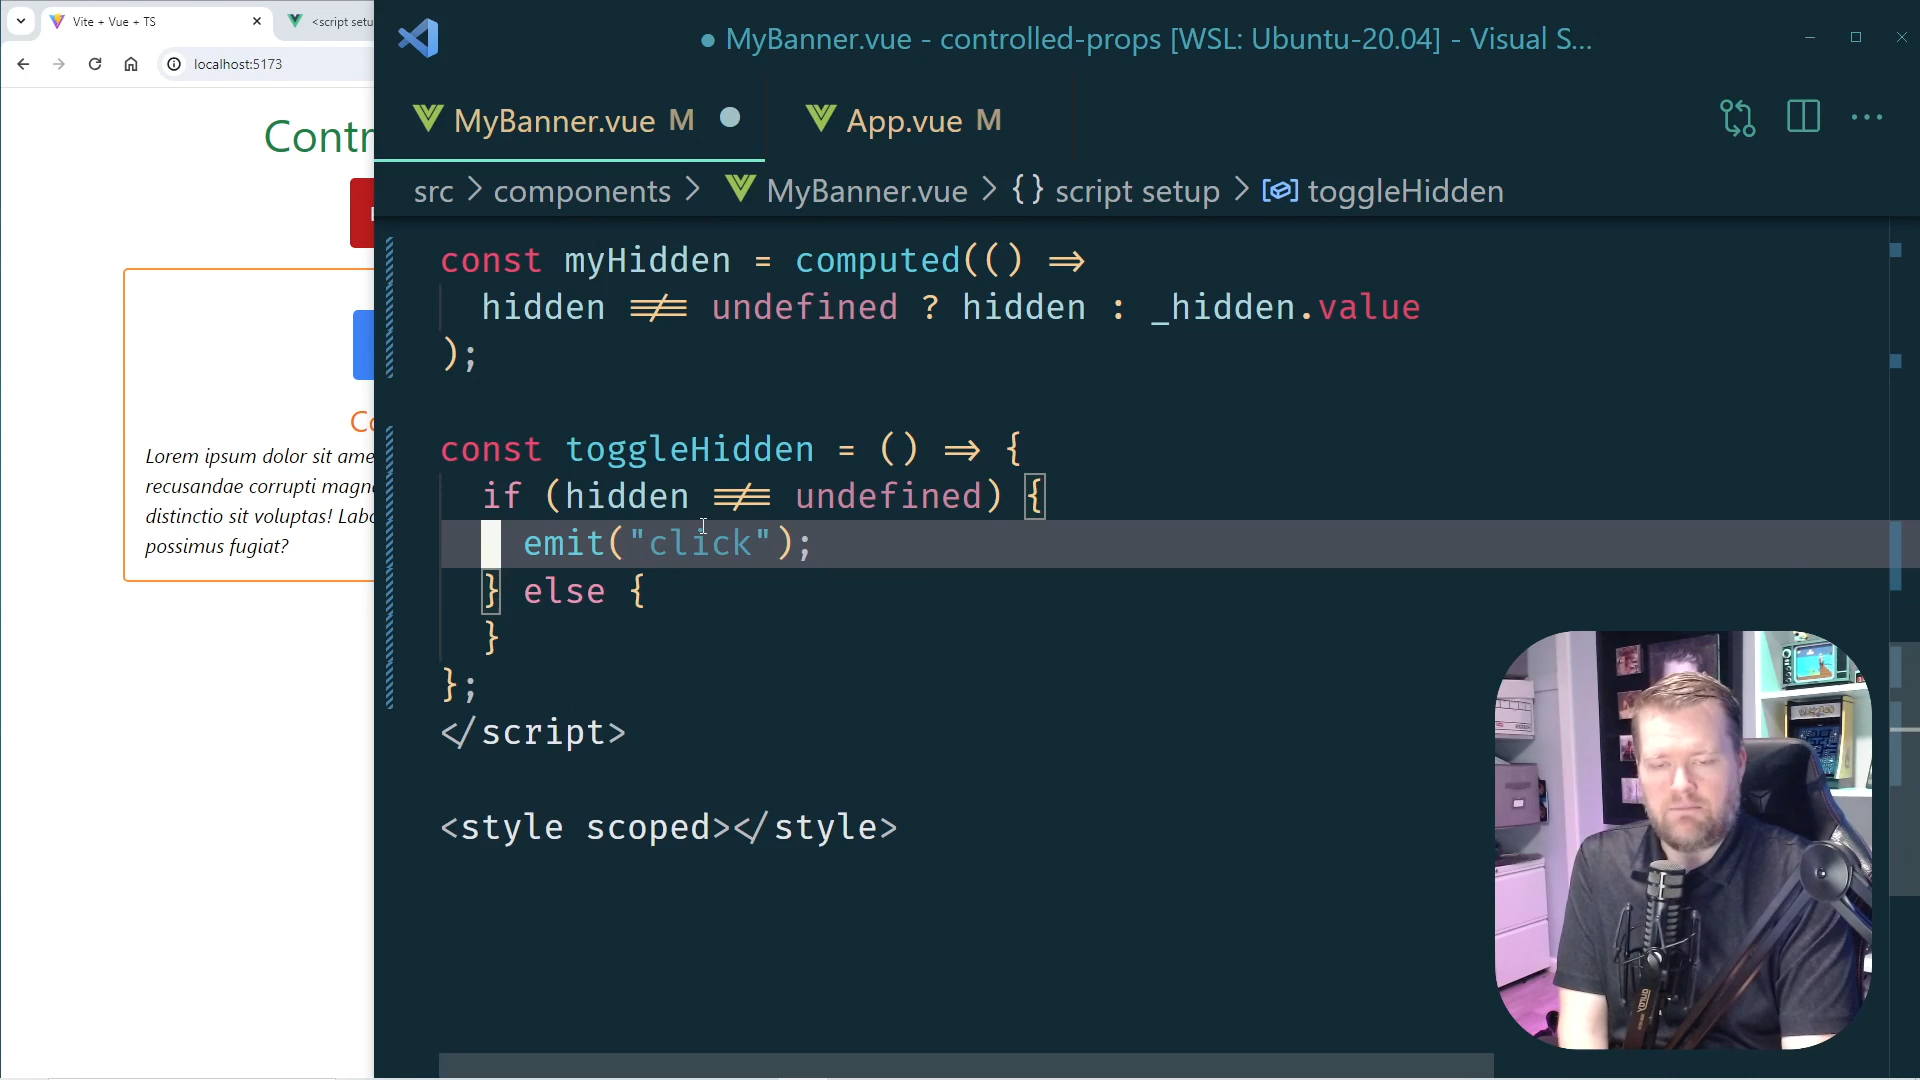 Vite + Vue + TS
<script setu
localhost:5173
MyBanner.vue - controlled-props [WSL: Ubuntu-20.04] - Visual S...
MyBanner.vue M
App.vue M
src > components > MyBanner.vue > {} script setup > toggleHidden
Contr
Co
Lorem ipsum dolor sit ame
recusandae corrupti magn
distinctio sit voluptas! Labo
possimus fugiat?
const myHidden = computed(() =>
hidden !== undefined ? hidden : _hidden.value
);
const toggleHidden = () => {
if (hidden !== undefined) {
emit("click");
} else {
}
};
</script>
<style scoped></style>